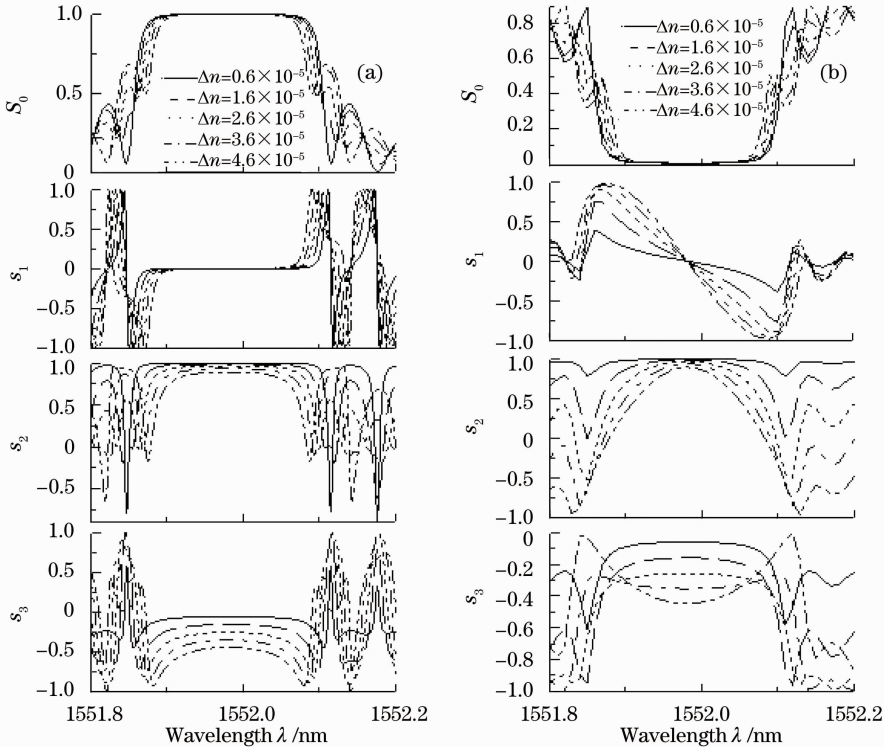 1.0
0.5
0
S₀
(a)
Δn=0.6×10⁻⁵
Δn=1.6×10⁻⁵
Δn=2.6×10⁻⁵
Δn=3.6×10⁻⁵
Δn=4.6×10⁻⁵
1.0
0.5
0
−0.5
−1.0
s₁
1.0
0.5
0
−0.5
s₂
1.0
0.5
0
−0.5
−1.0
s₃
1551.8
1552.0
1552.2
Wavelength λ /nm
0.8
0.6
0.4
0.2
0
S₀
(b)
Δn=0.6×10⁻⁵
Δn=1.6×10⁻⁵
Δn=2.6×10⁻⁵
Δn=3.6×10⁻⁵
Δn=4.6×10⁻⁵
1.0
0.5
0
−0.5
−1.0
s₁
1.0
0.5
0
−0.5
−1.0
s₂
0
−0.2
−0.4
−0.6
−0.8
−1.0
s₃
1551.8
1552.0
1552.2
Wavelength λ /nm